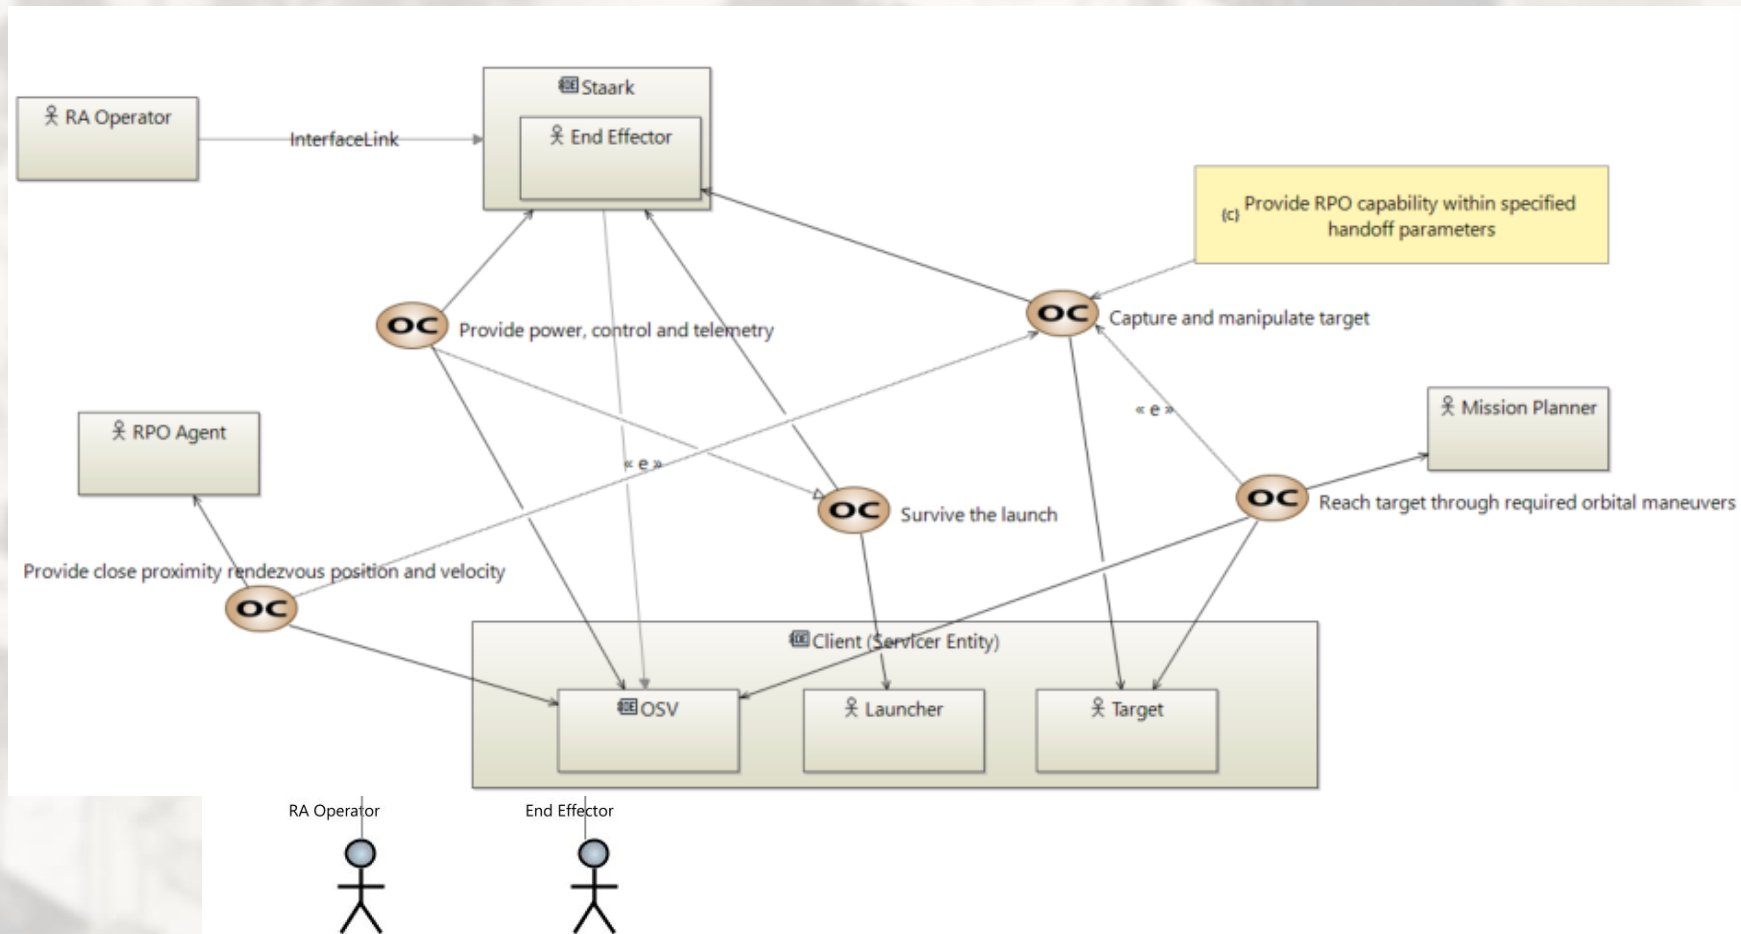 Staark
RA Operator
End Effector
InterfaceLink
{c} Provide RPO capability within specified
handoff parameters
OC
Provide power, control and telemetry
OC
Capture and manipulate target
« e »
Mission Planner
RPO Agent
« e »
OC
Reach target through required orbital maneuvers
OC
Survive the launch
Provide close proximity rendezvous position and velocity
OC
OE Client (Servicer Entity)
OE OSV
Launcher
Target
RA Operator
End Effector